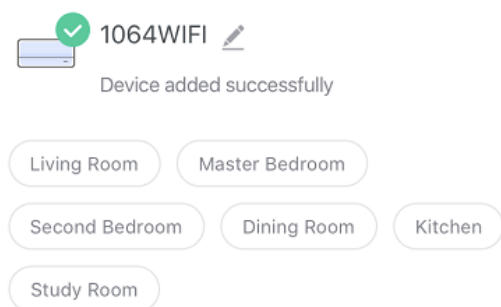 1064WIFI
Device added successfully
Living Room Master Bedroom
Second Bedroom Dining Room Kitchen
Study Room